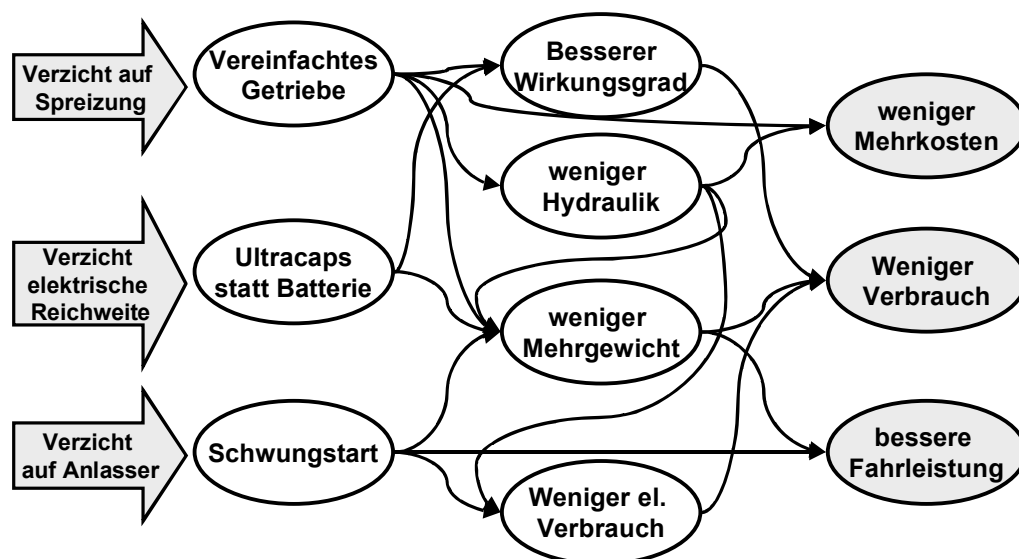 Verzicht auf
Spreizung
Vereinfachtes
Getriebe
Besserer
Wirkungsgrad
weniger
Mehrkosten
weniger
Hydraulik
Verzicht
elektrische
Reichweite
Ultracaps
statt Batterie
weniger
Mehrgewicht
Weniger
Verbrauch
Verzicht
auf Anlasser
Schwungstart
Weniger el.
Verbrauch
bessere
Fahrleistung